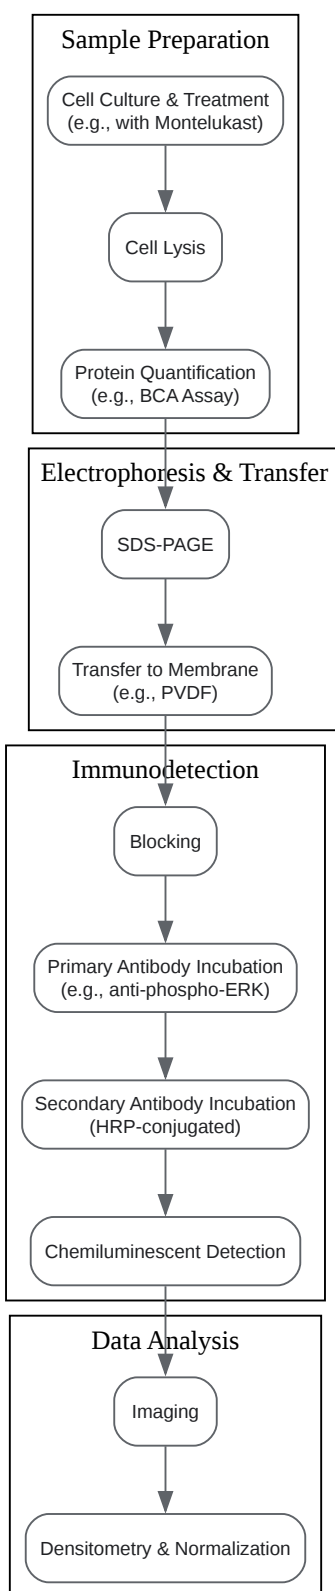 Sample Preparation
Cell Culture & Treatment
(e.g., with Montelukast)
Cell Lysis
Protein Quantification
(e.g., BCA Assay)
Electrophoresis & Transfer
SDS-PAGE
Transfer to Membrane
(e.g., PVDF)
Immunodetection
Blocking
Primary Antibody Incubation
(e.g., anti-phospho-ERK)
Secondary Antibody Incubation
(HRP-conjugated)
Chemiluminescent Detection
Data Analysis
Imaging
Densitometry & Normalization